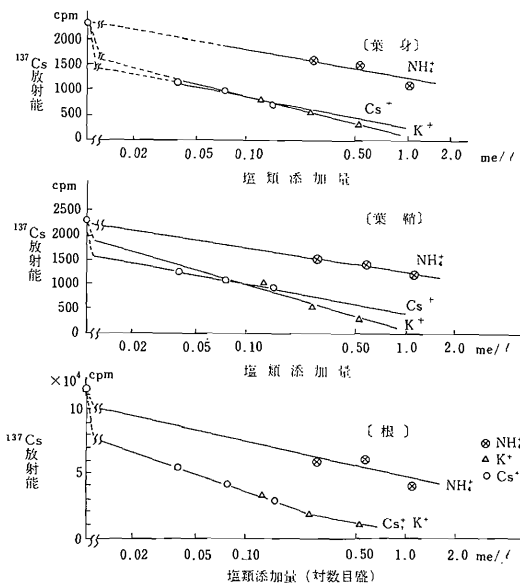 cpm
〔葉 身〕
2000
1500
1000
500
0
¹³⁷Cs
放射能
NH₄⁺
Cs⁺
K⁺
0.02 0.05 0.10 0.20 0.50 1.0 2.0 me/ℓ
塩 類 添 加 量
cpm
〔葉 鞘〕
2500
2000
1500
1000
500
0
¹³⁷Cs
放射能
NH₄⁺
Cs⁺
K⁺
0.02 0.05 0.10 0.20 0.50 1.0 2.0 me/ℓ
塩 類 添 加 量
×10⁴ cpm
〔根〕
10
5
0
¹³⁷Cs
放射能
NH₄⁺
Cs⁺, K⁺
⊗ NH₄⁺
△ K⁺
○ Cs⁺
0.02 0.05 0.10 0.20 0.50 1.0 2.0 me/ℓ
塩類添加量(対数目盛)